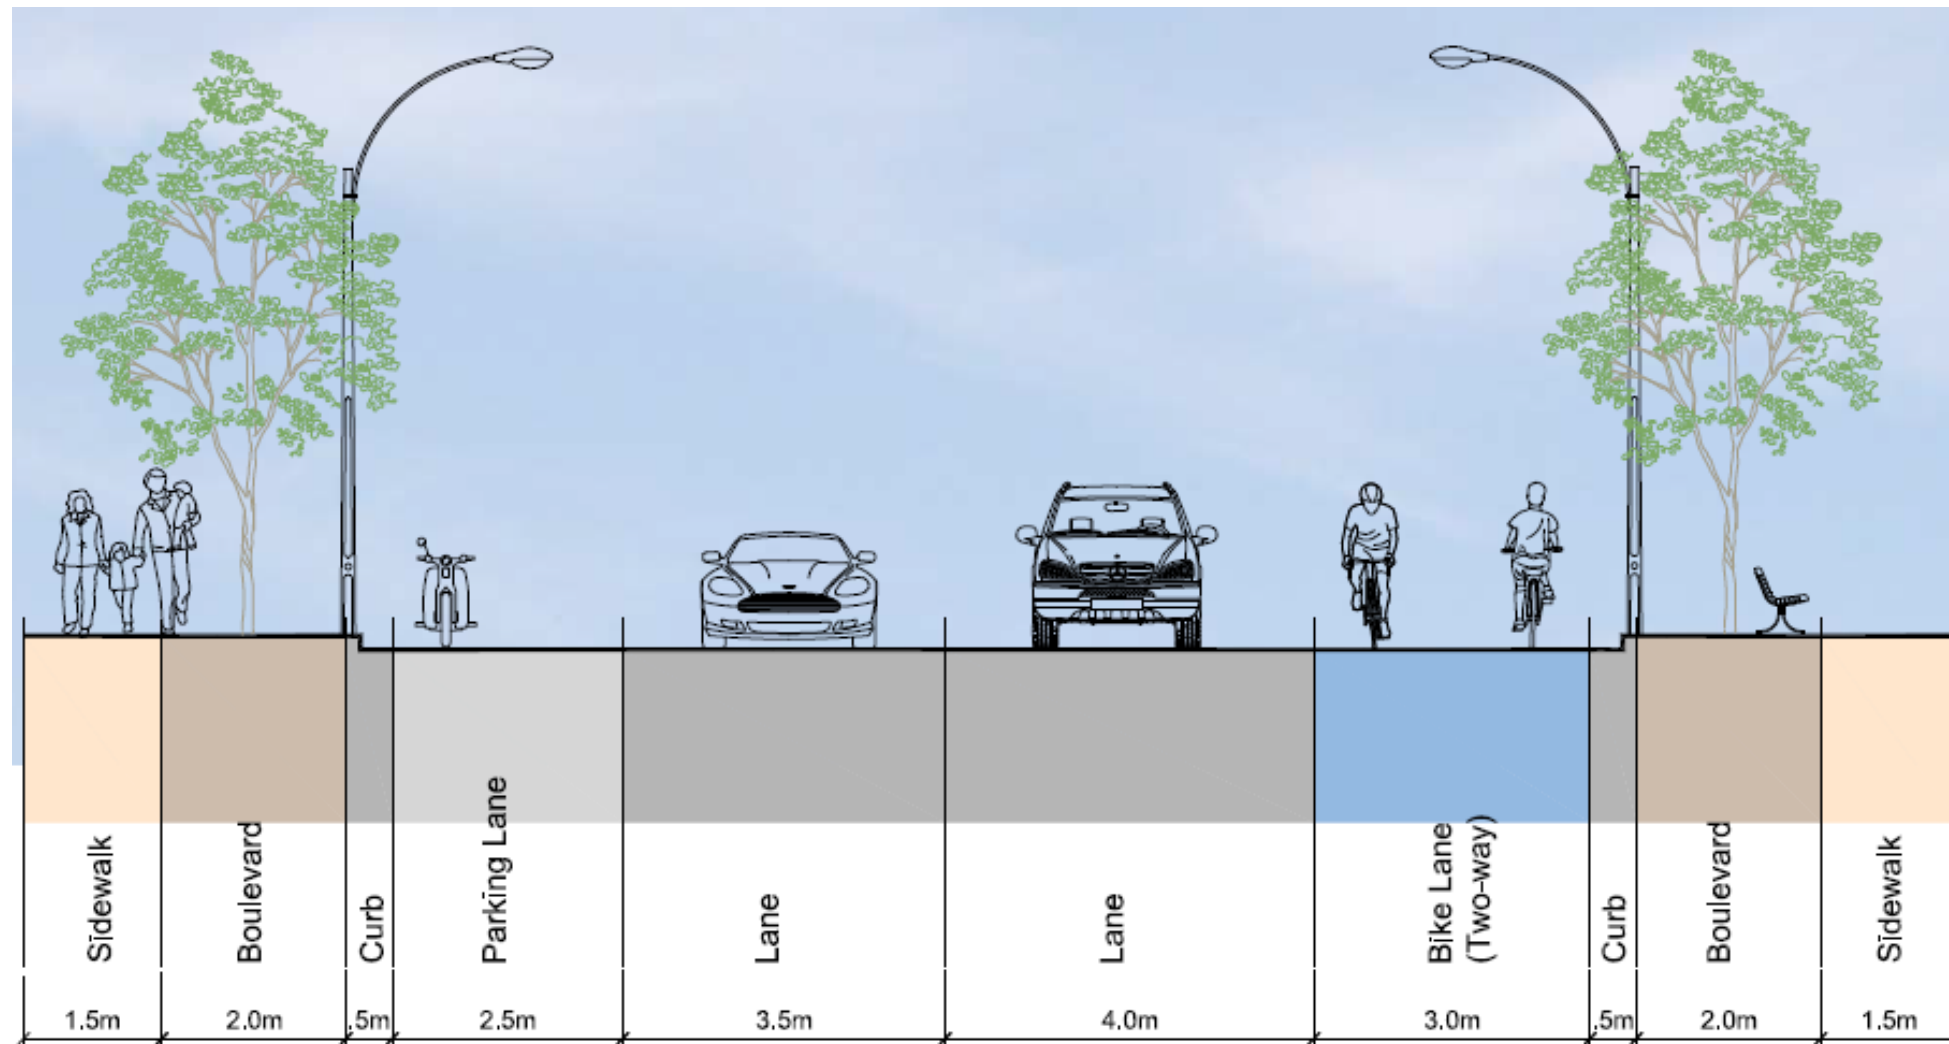 Sidewalk
Boulevard
Curb
Parking Lane
Lane
Lane
Bike Lane
(Two-way)
Curb
Boulevard
Sidewalk
1.5m
2.0m
.5m
2.5m
3.5m
4.0m
3.0m
.5m
2.0m
1.5m